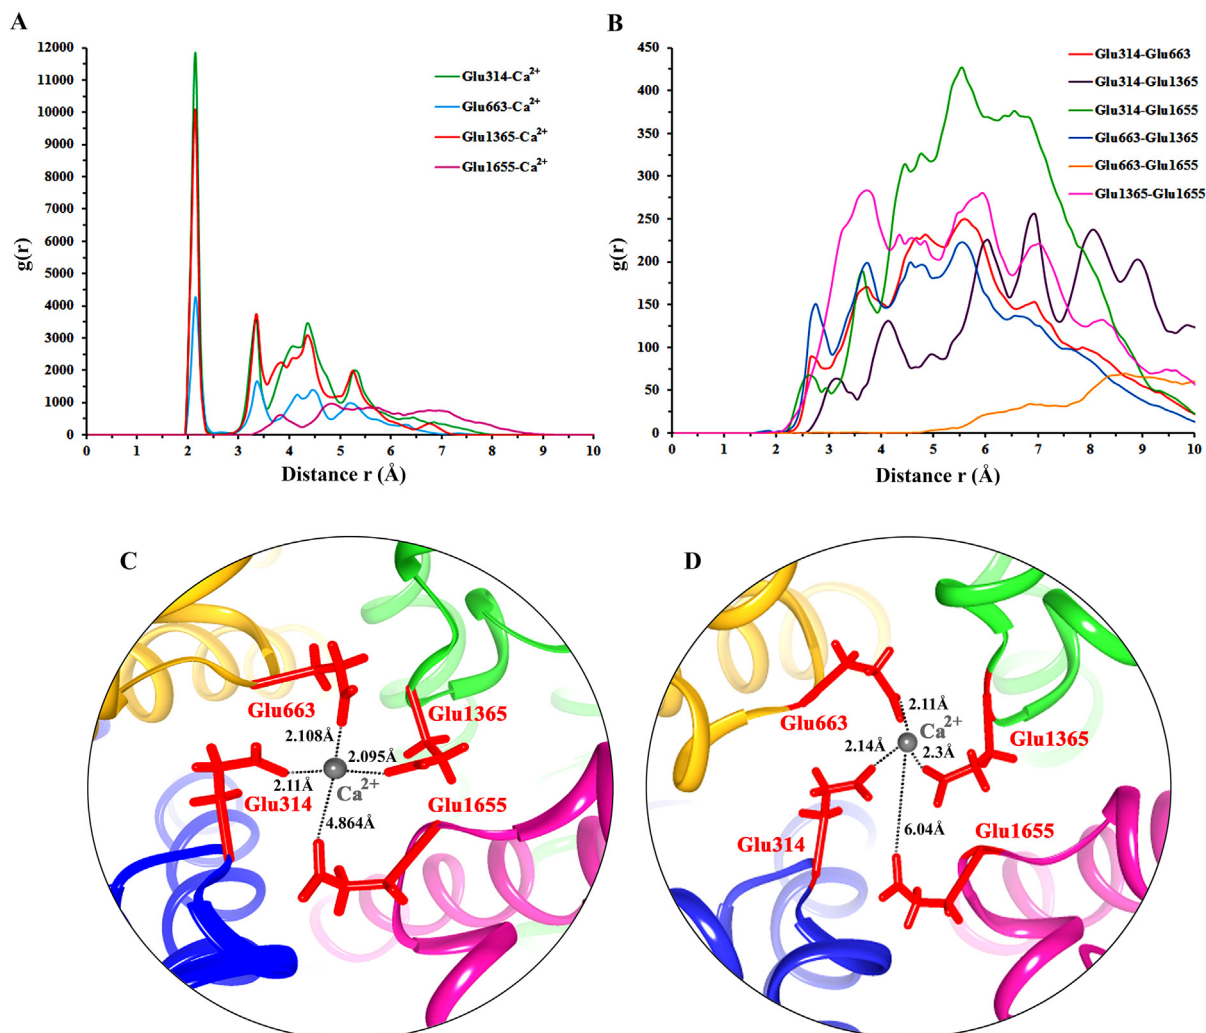 A
12000
11000
10000
9000
8000
7000
6000
5000
4000
3000
2000
1000
0
g(r)
0 1 2 3 4 5 6 7 8 9 10
Distance r (Å)
Glu314-Ca²⁺
Glu663-Ca²⁺
Glu1365-Ca²⁺
Glu1655-Ca²⁺
B
450
400
350
300
250
200
150
100
50
0
g(r)
0 1 2 3 4 5 6 7 8 9 10
Distance r (Å)
Glu314-Glu663
Glu314-Glu1365
Glu314-Glu1655
Glu663-Glu1365
Glu663-Glu1655
Glu1365-Glu1655
C
Glu663
Glu1365
2.108Å
2.095Å
2.11Å
Ca²⁺
Glu314
Glu1655
4.864Å
D
2.11Å
Glu663
Ca²⁺
Glu1365
2.14Å
2.3Å
6.04Å
Glu1655
Glu314